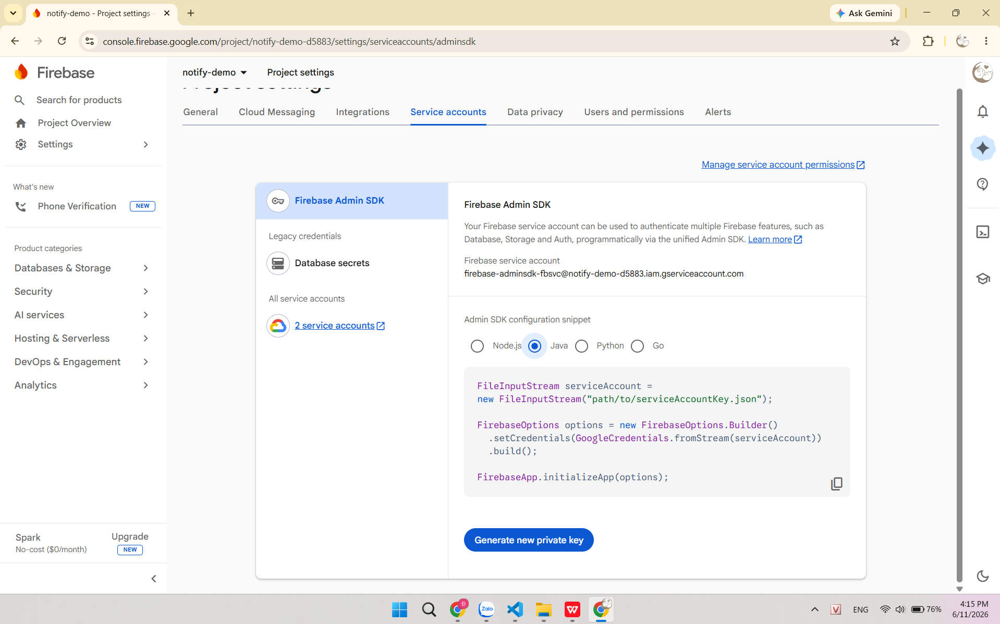 notify-demo - Project settings -
Ask Gemini
console.firebase.google.com/project/notify-demo-d5883/settings/serviceaccounts/adminsdk
Firebase
notify-demo
Project settings
Search for products
Project settings
General
Cloud Messaging
Integrations
Service accounts
Data privacy
Users and permissions
Alerts
Project Overview
Settings
Manage service account permissions
What's new
Phone Verification
NEW
Product categories
Databases & Storage
Security
AI services
Hosting & Serverless
DevOps & Engagement
Analytics
Spark
No-cost ($0/month)
Upgrade
NEW
Firebase Admin SDK
Legacy credentials
Database secrets
All service accounts
2 service accounts
Firebase Admin SDK
Your Firebase service account can be used to authenticate multiple Firebase features, such as
Database, Storage and Auth, programmatically via the unified Admin SDK. Learn more
Firebase service account
firebase-adminsdk-fbsvc@notify-demo-d5883.iam.gserviceaccount.com
Admin SDK configuration snippet
Node.js
Java
Python
Go
FileInputStream serviceAccount =
new FileInputStream("path/to/serviceAccountKey.json");
FirebaseOptions options = new FirebaseOptions.Builder()
.setCredentials(GoogleCredentials.fromStream(serviceAccount))
.build();
FirebaseApp.initializeApp(options);
Generate new private key
Đ
Zalo
V
ENG
76%
4:15 PM
6/11/2026